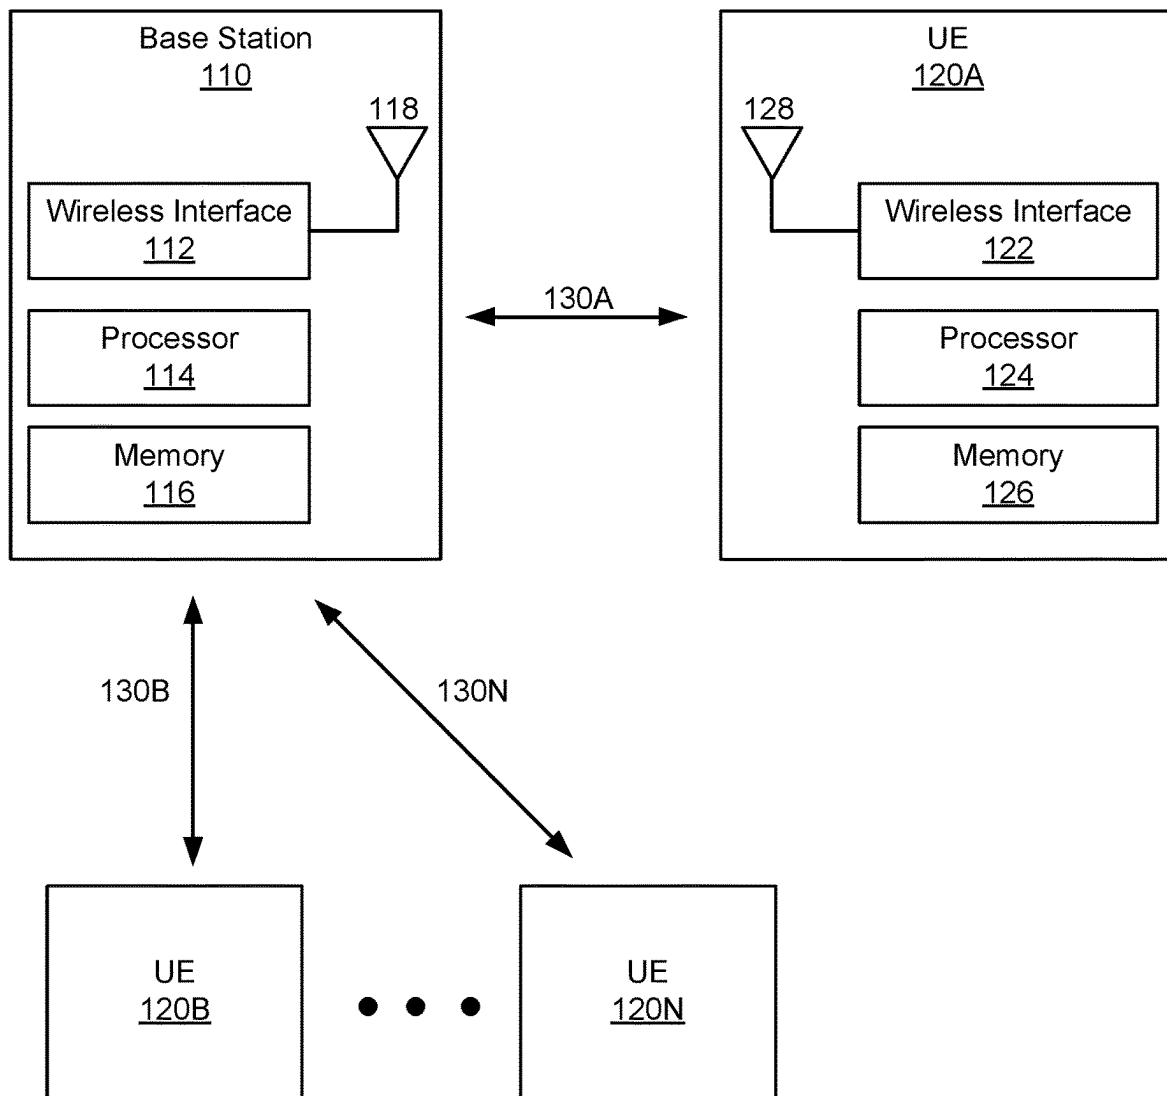 Base Station
110
118
Wireless Interface
112
Processor
114
Memory
116
130A
UE
120A
128
Wireless Interface
122
Processor
124
Memory
126
130B
130N
UE
120B
UE
120N